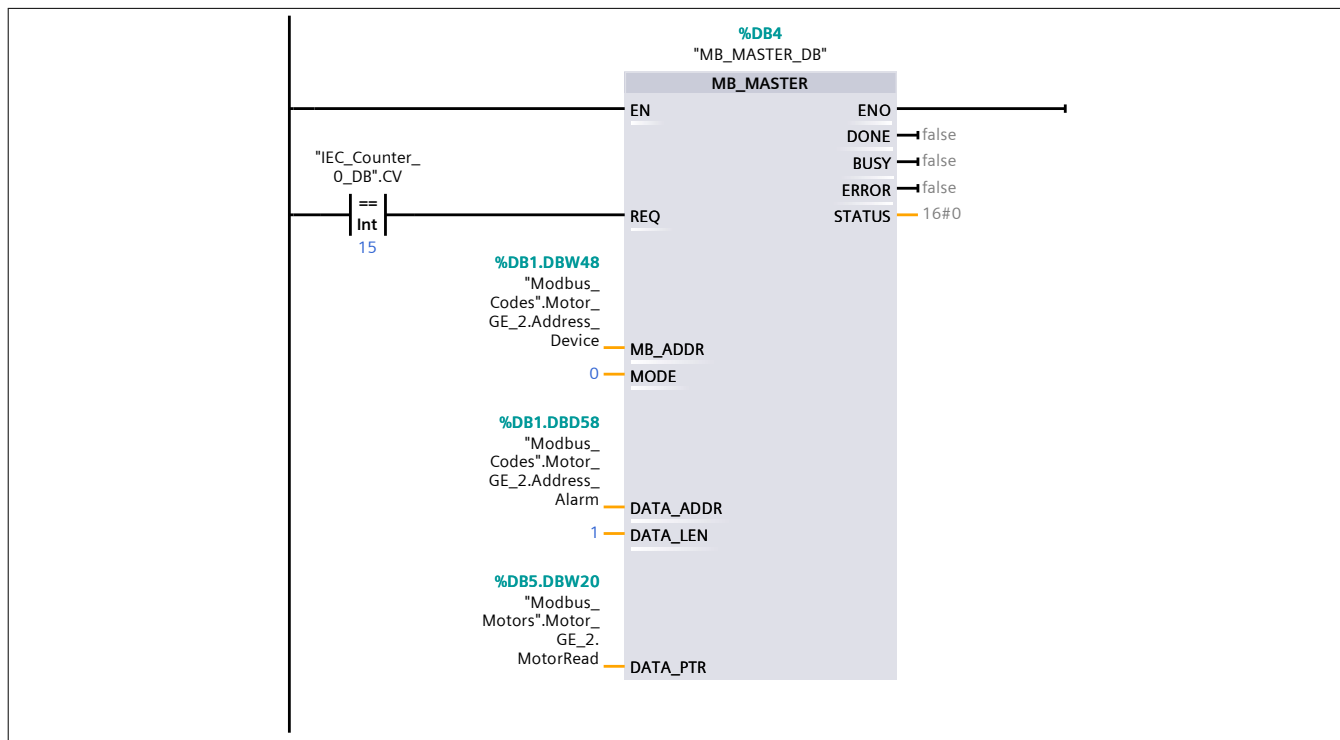 %DB4
"MB_MASTER_DB"
MB_MASTER
EN
ENO
DONE
false
"IEC_Counter_
0_DB".CV
BUSY
false
==
ERROR
false
Int
REQ
STATUS
16#0
15
%DB1.DBW48
"Modbus_
Codes".Motor_
GE_2.Address_
Device
MB_ADDR
0
MODE
%DB1.DBD58
"Modbus_
Codes".Motor_
GE_2.Address_
Alarm
DATA_ADDR
1
DATA_LEN
%DB5.DBW20
"Modbus_
Motors".Motor_
GE_2.
MotorRead
DATA_PTR